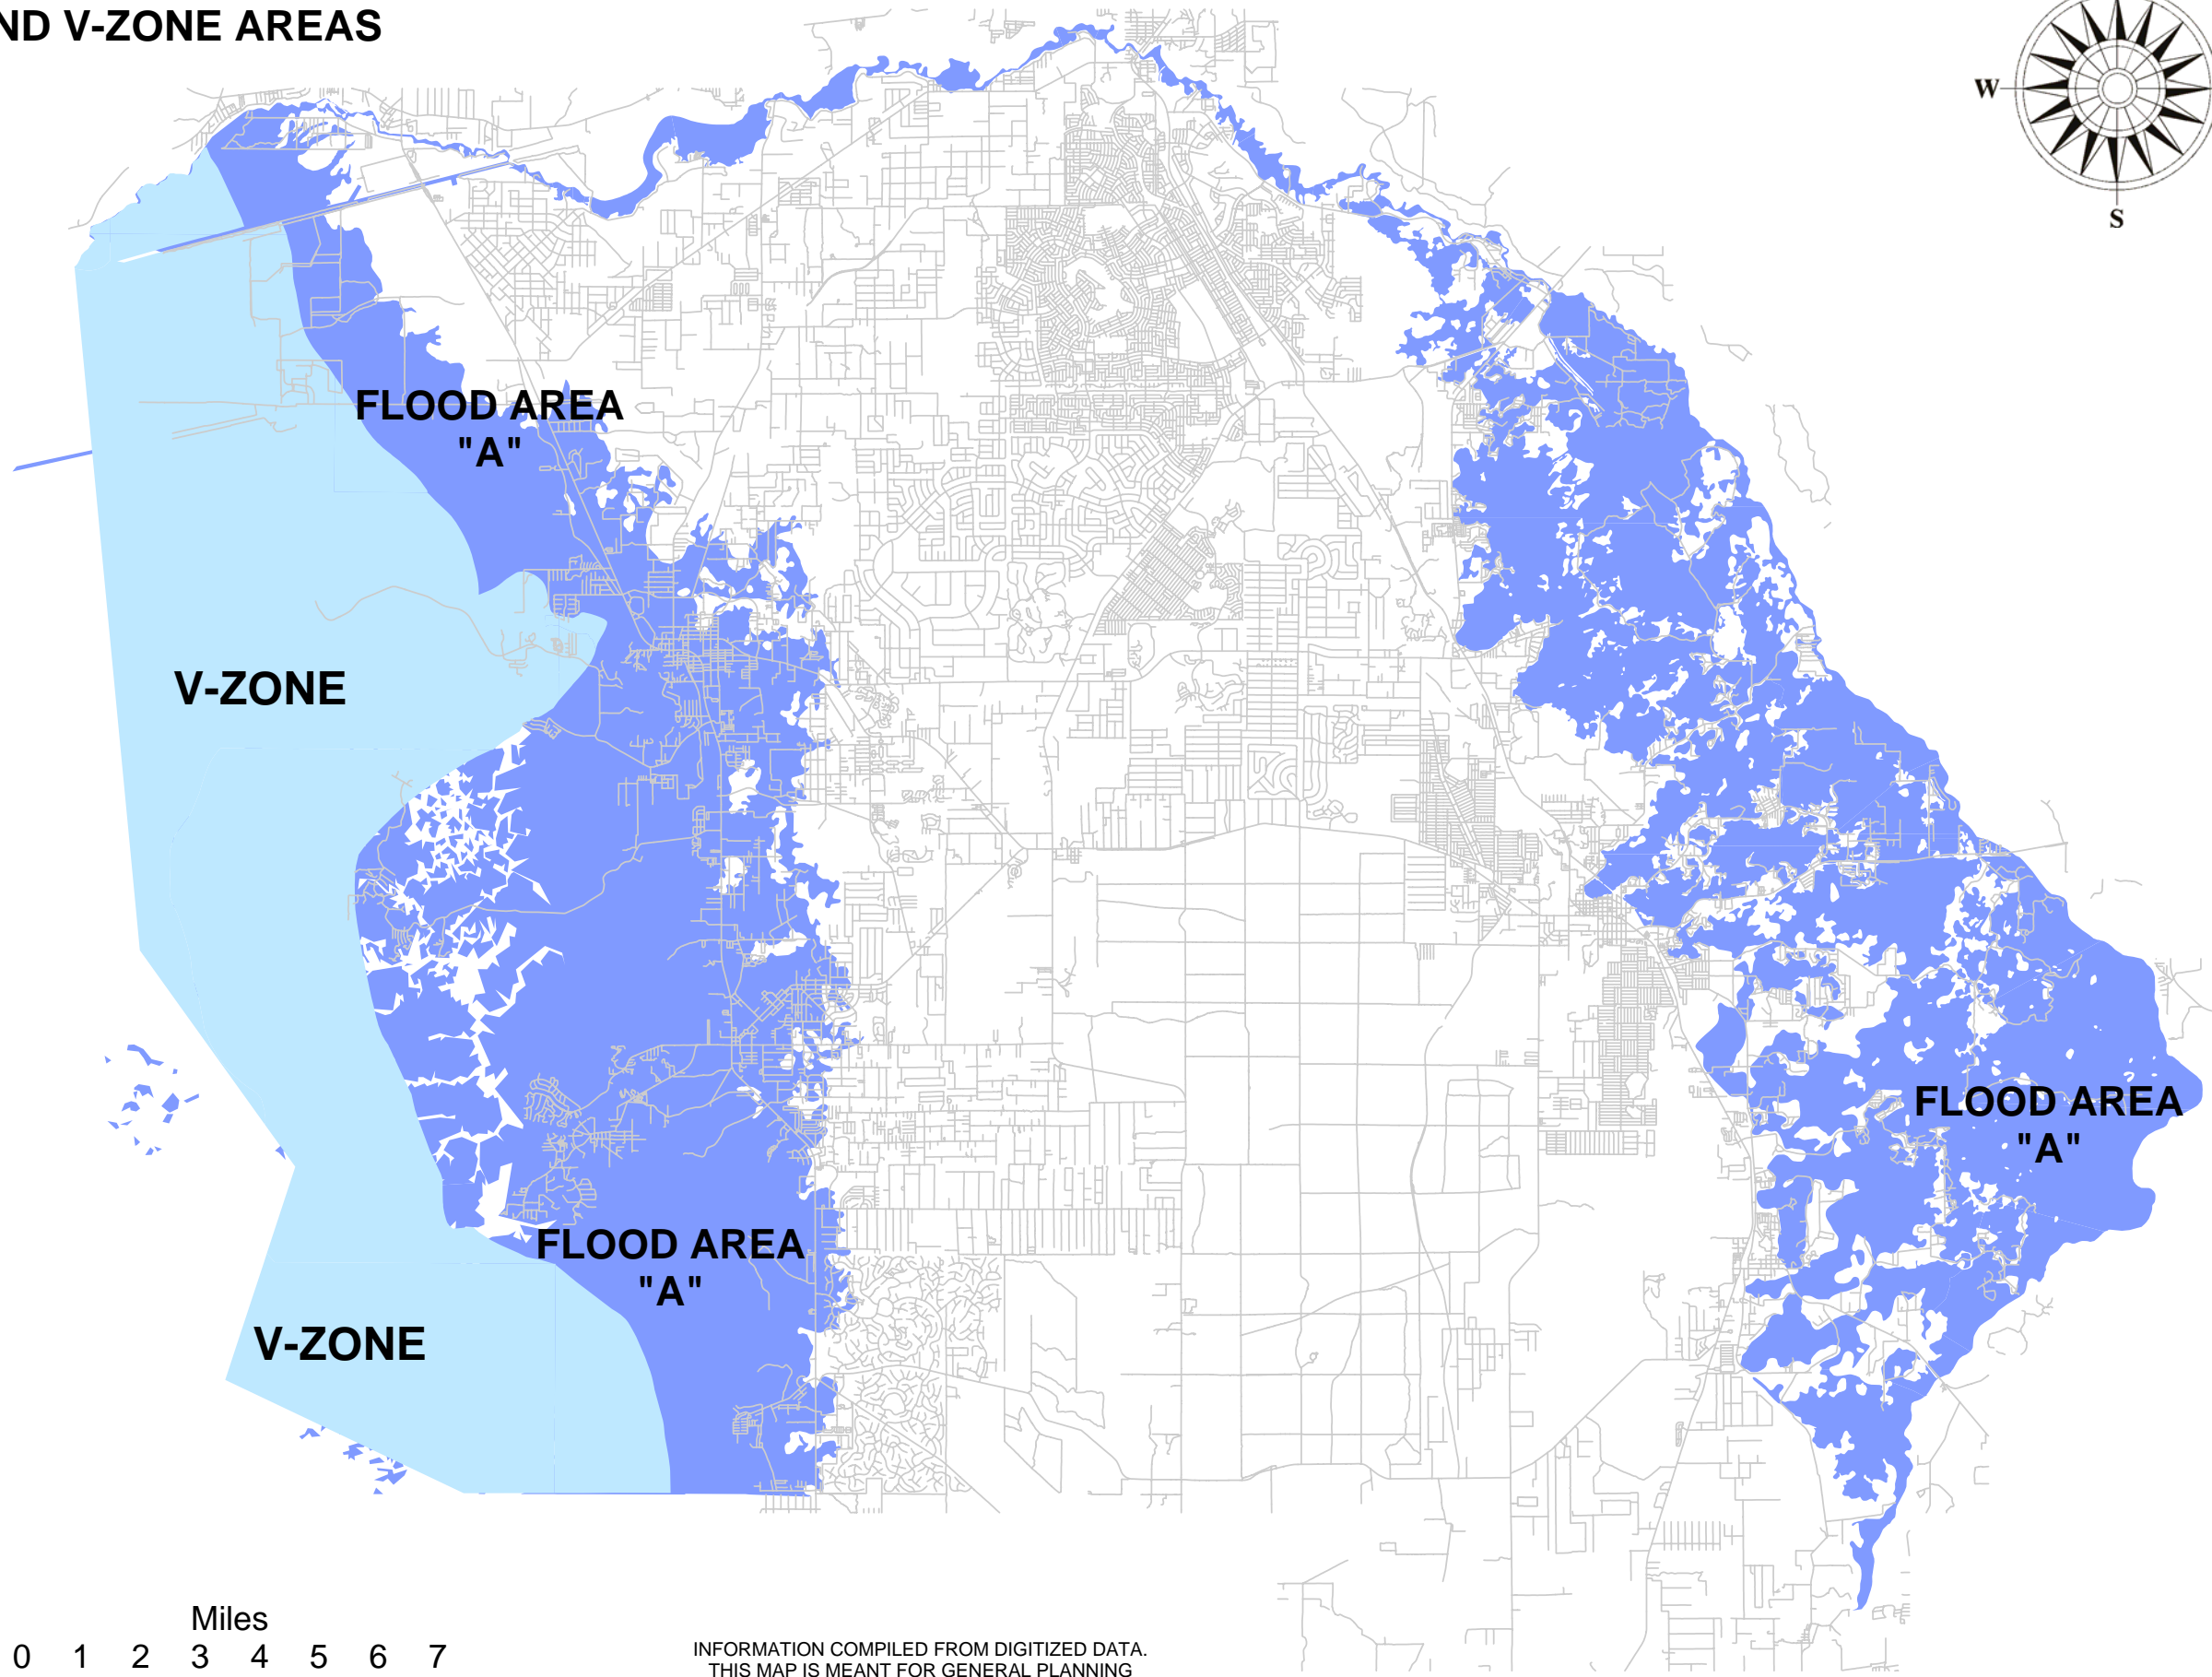 ND V-ZONE AREAS
W
S
FLOOD AREA
"A"
V-ZONE
FLOOD AREA
"A"
FLOOD AREA
"A"
V-ZONE
Miles
0 1 2 3 4 5 6 7
INFORMATION COMPILED FROM DIGITIZED DATA.
THIS MAP IS MEANT FOR GENERAL PLANNING